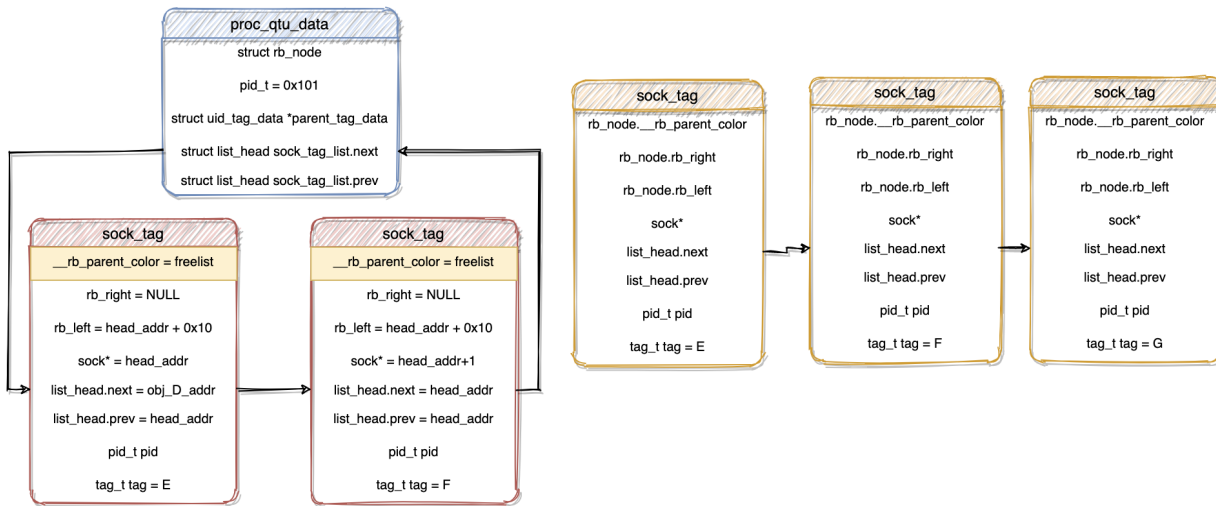 proc_qtu_data
struct rb_node
pid_t = 0x101
struct uid_tag_data *parent_tag_data
struct list_head sock_tag_list.next
struct list_head sock_tag_list.prev
sock_tag
__rb_parent_color = freelist
rb_right = NULL
rb_left = head_addr + 0x10
sock* = head_addr
list_head.next = obj_D_addr
list_head.prev = head_addr
pid_t pid
tag_t tag = E
sock_tag
__rb_parent_color = freelist
rb_right = NULL
rb_left = head_addr + 0x10
sock* = head_addr+1
list_head.next = head_addr
list_head.prev = head_addr
pid_t pid
tag_t tag = F
sock_tag
rb_node.__rb_parent_color
rb_node.rb_right
rb_node.rb_left
sock*
list_head.next
list_head.prev
pid_t pid
tag_t tag = E
sock_tag
rb_node.__rb_parent_color
rb_node.rb_right
rb_node.rb_left
sock*
list_head.next
list_head.prev
pid_t pid
tag_t tag = F
sock_tag
rb_node.__rb_parent_color
rb_node.rb_right
rb_node.rb_left
sock*
list_head.next
list_head.prev
pid_t pid
tag_t tag = G